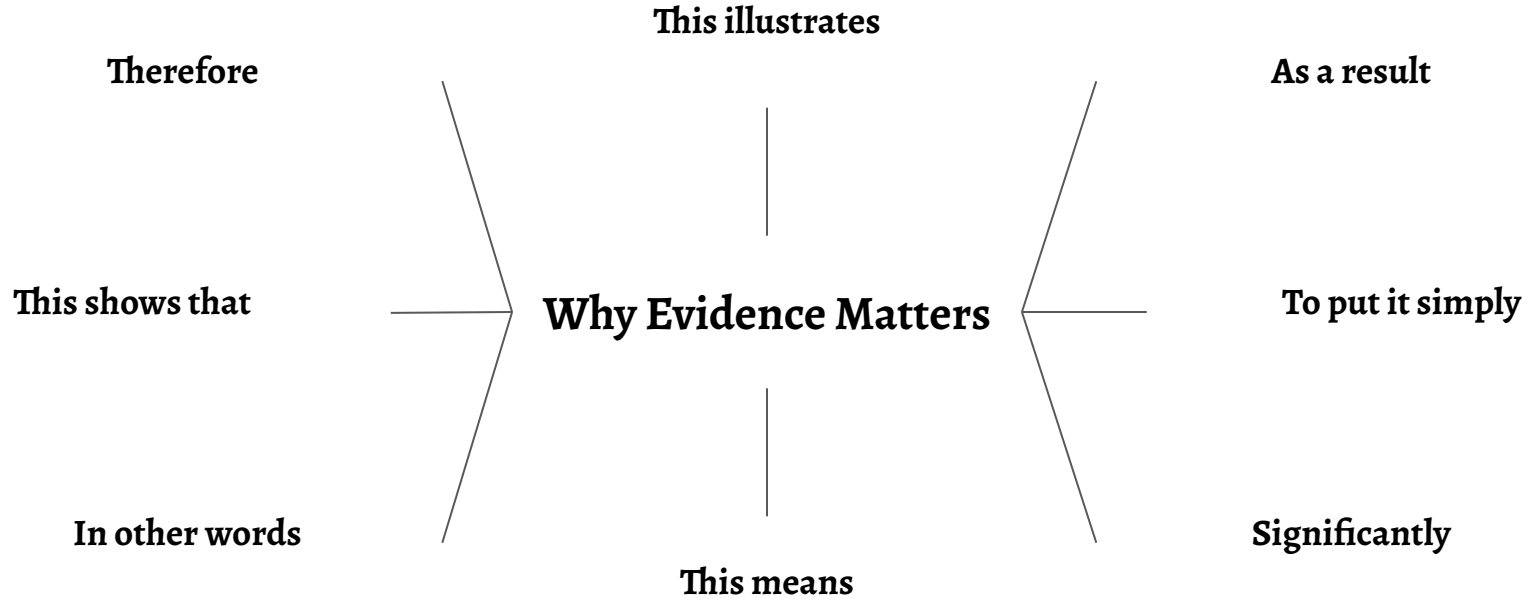 This illustrates
Therefore
As a result
This shows that
Why Evidence Matters
To put it simply
In other words
Significantly
This means